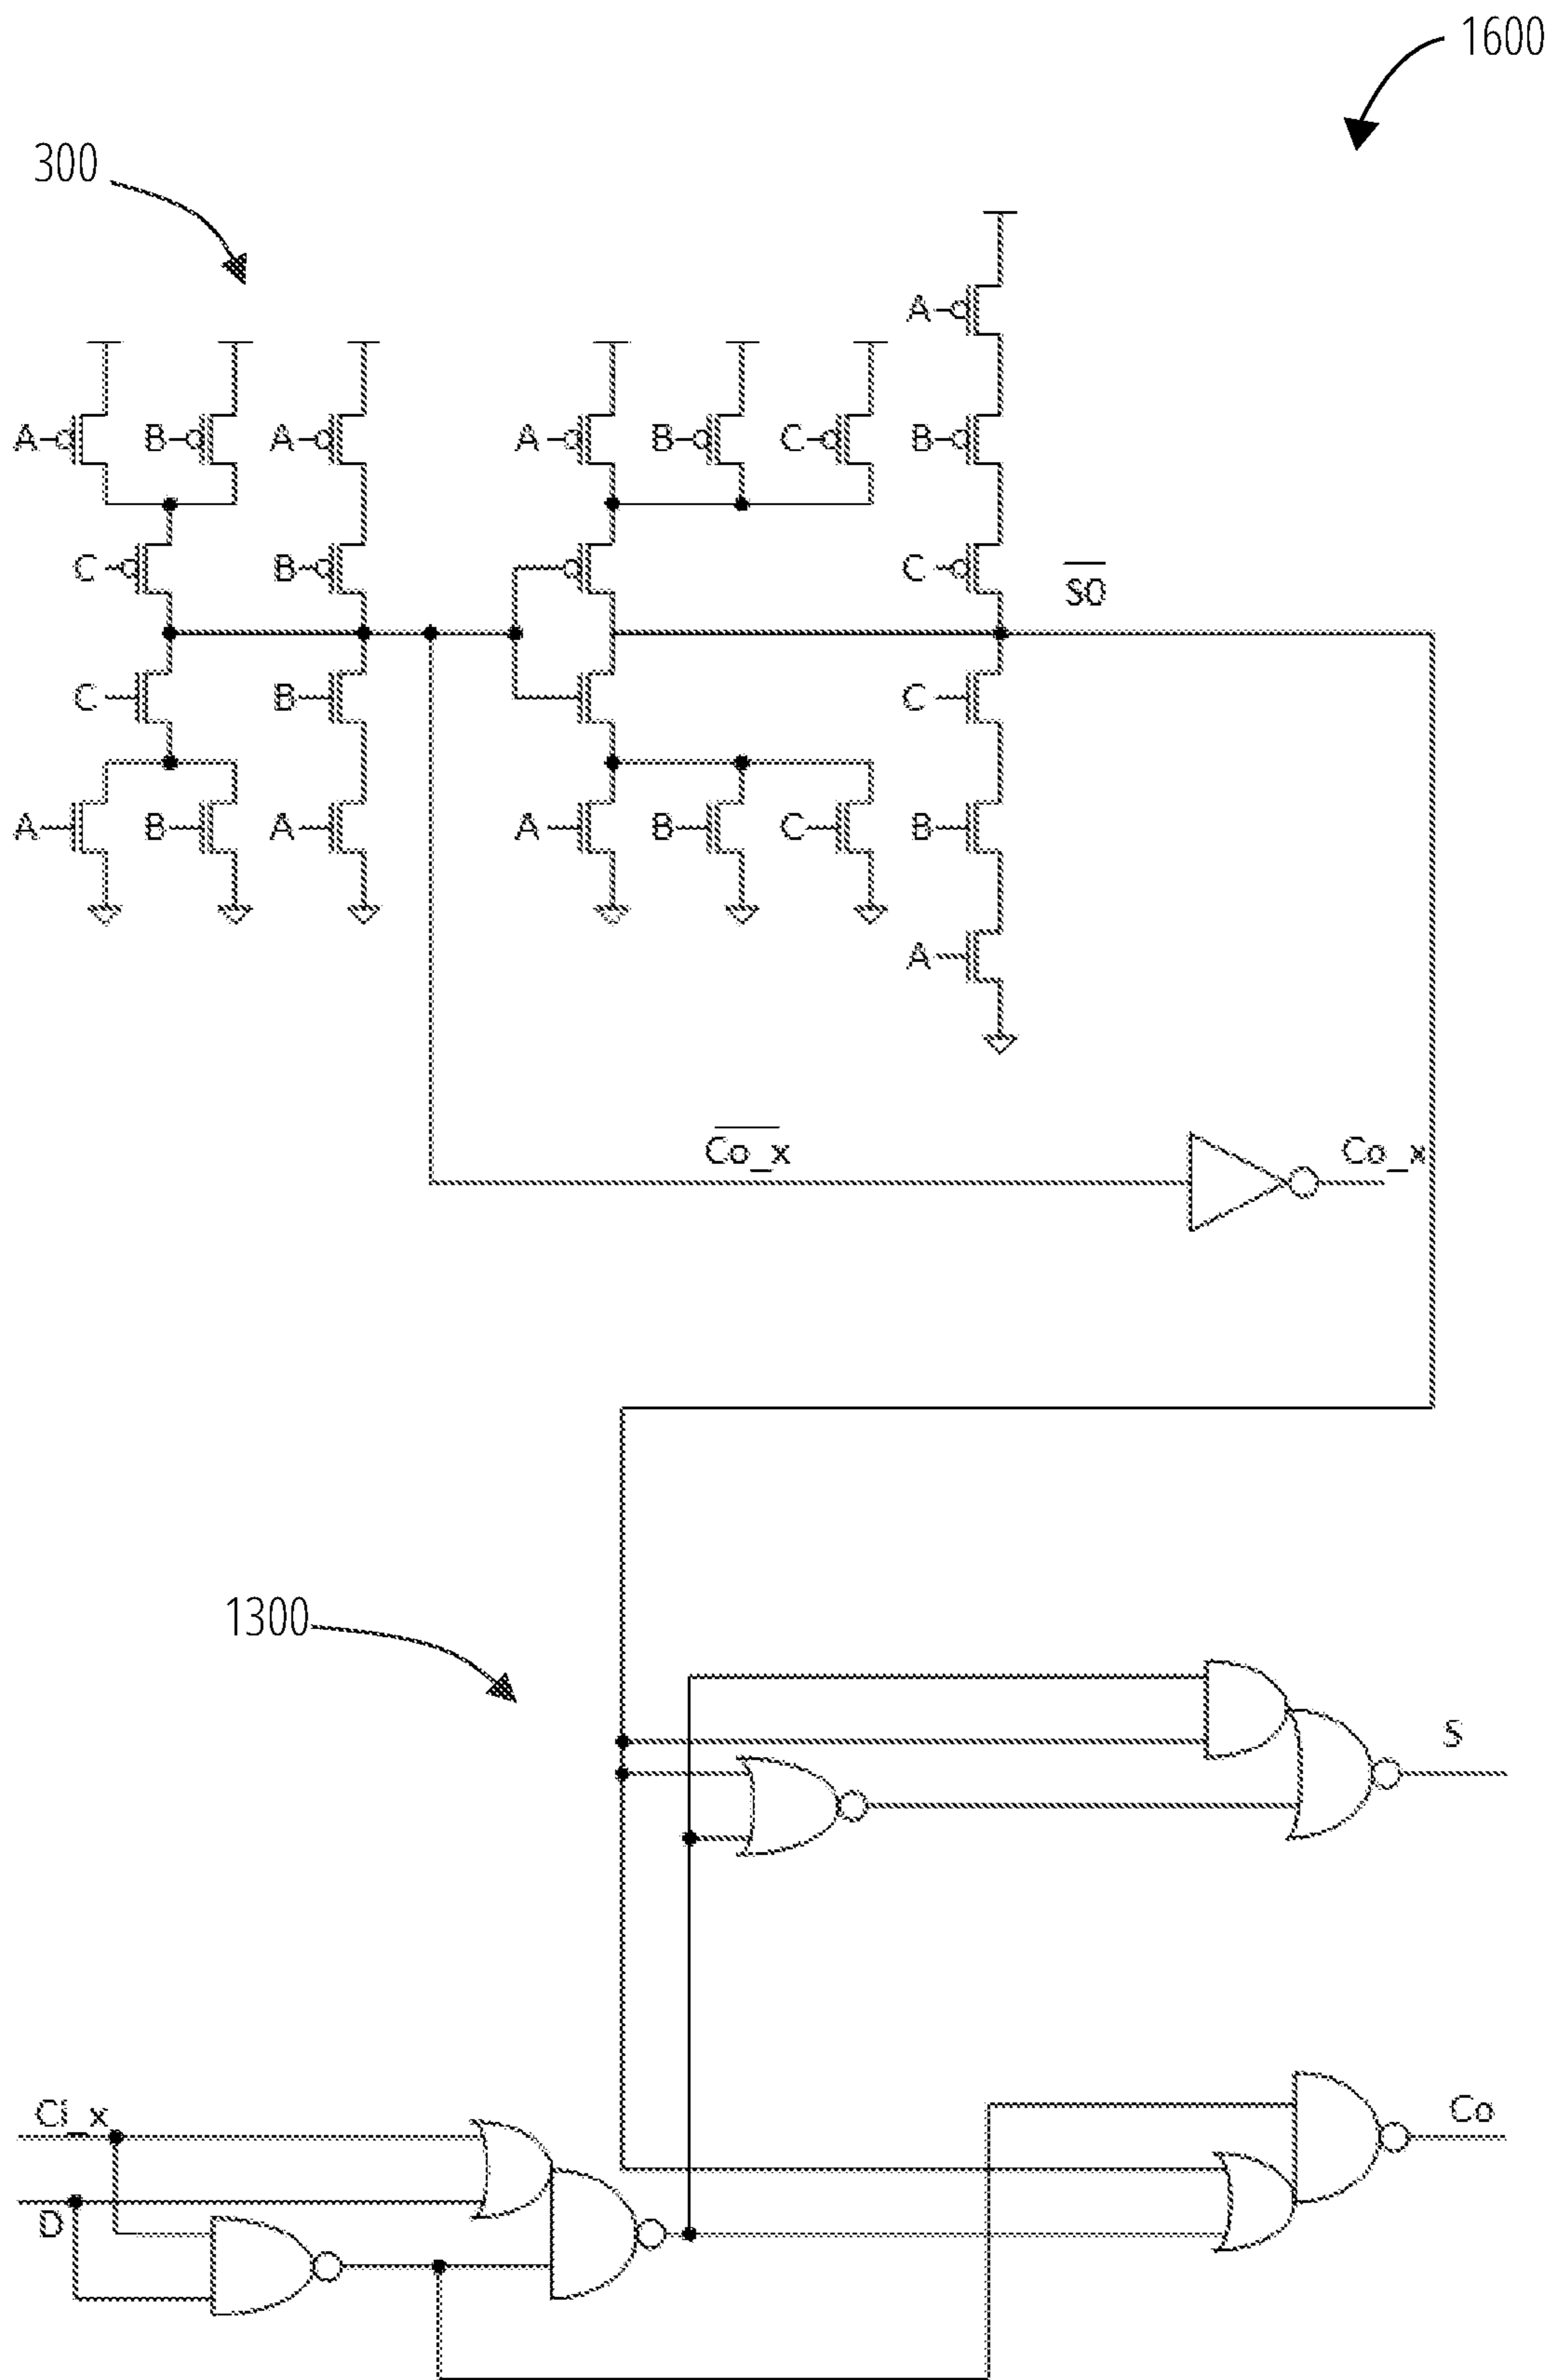 1600
300
A
A B A A B C B
C B C S0
C B C
A B A A B C B
A
Co_x Co_x
1300
S
Ci_x Co
D